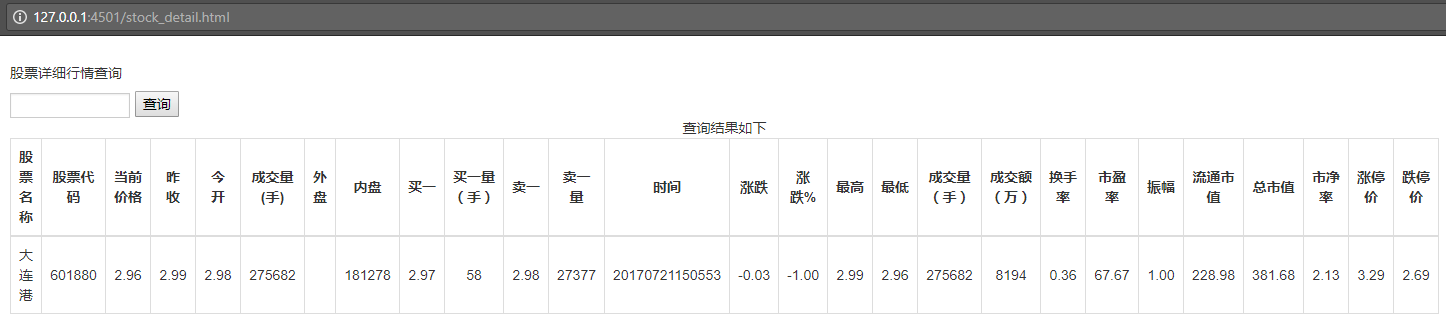 127.0.0.1:4501/stock_detail.html
股票详细行情查询
查询
查询结果如下
股票名称 股票代码 当前价格 昨收 今开 成交量(手) 外盘 内盘 买一 买一量（手） 卖一 卖一量 时间 涨跌 涨跌% 最高 最低 成交量（手） 成交额（万） 换手率 市盈率 振幅 流通市值 总市值 市净率 涨停价 跌停价
大连港 601880 2.96 2.99 2.98 275682 181278 2.97 58 2.98 27377 20170721150553 -0.03 -1.00 2.99 2.96 275682 8194 0.36 67.67 1.00 228.98 381.68 2.13 3.29 2.69